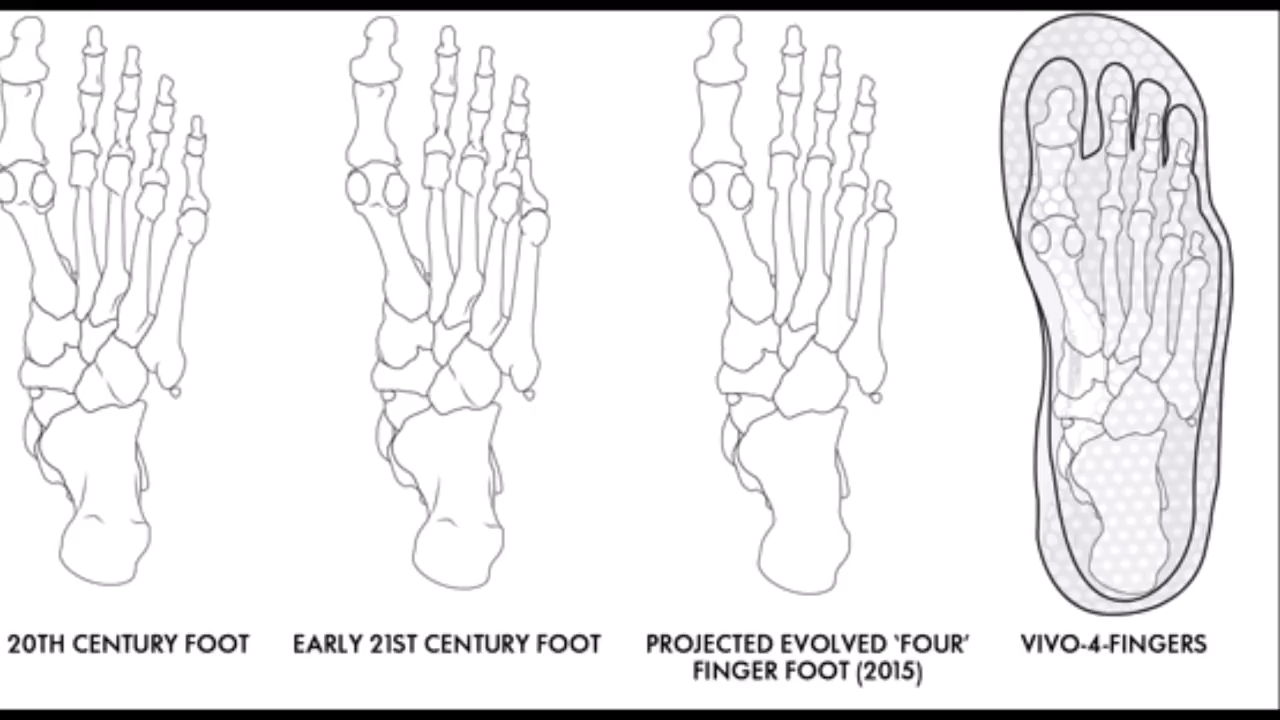 20TH CENTURY FOOT
EARLY 21ST CENTURY FOOT
PROJECTED EVOLVED ‘FOUR’
FINGER FOOT (2015)
VIVO-4-FINGERS